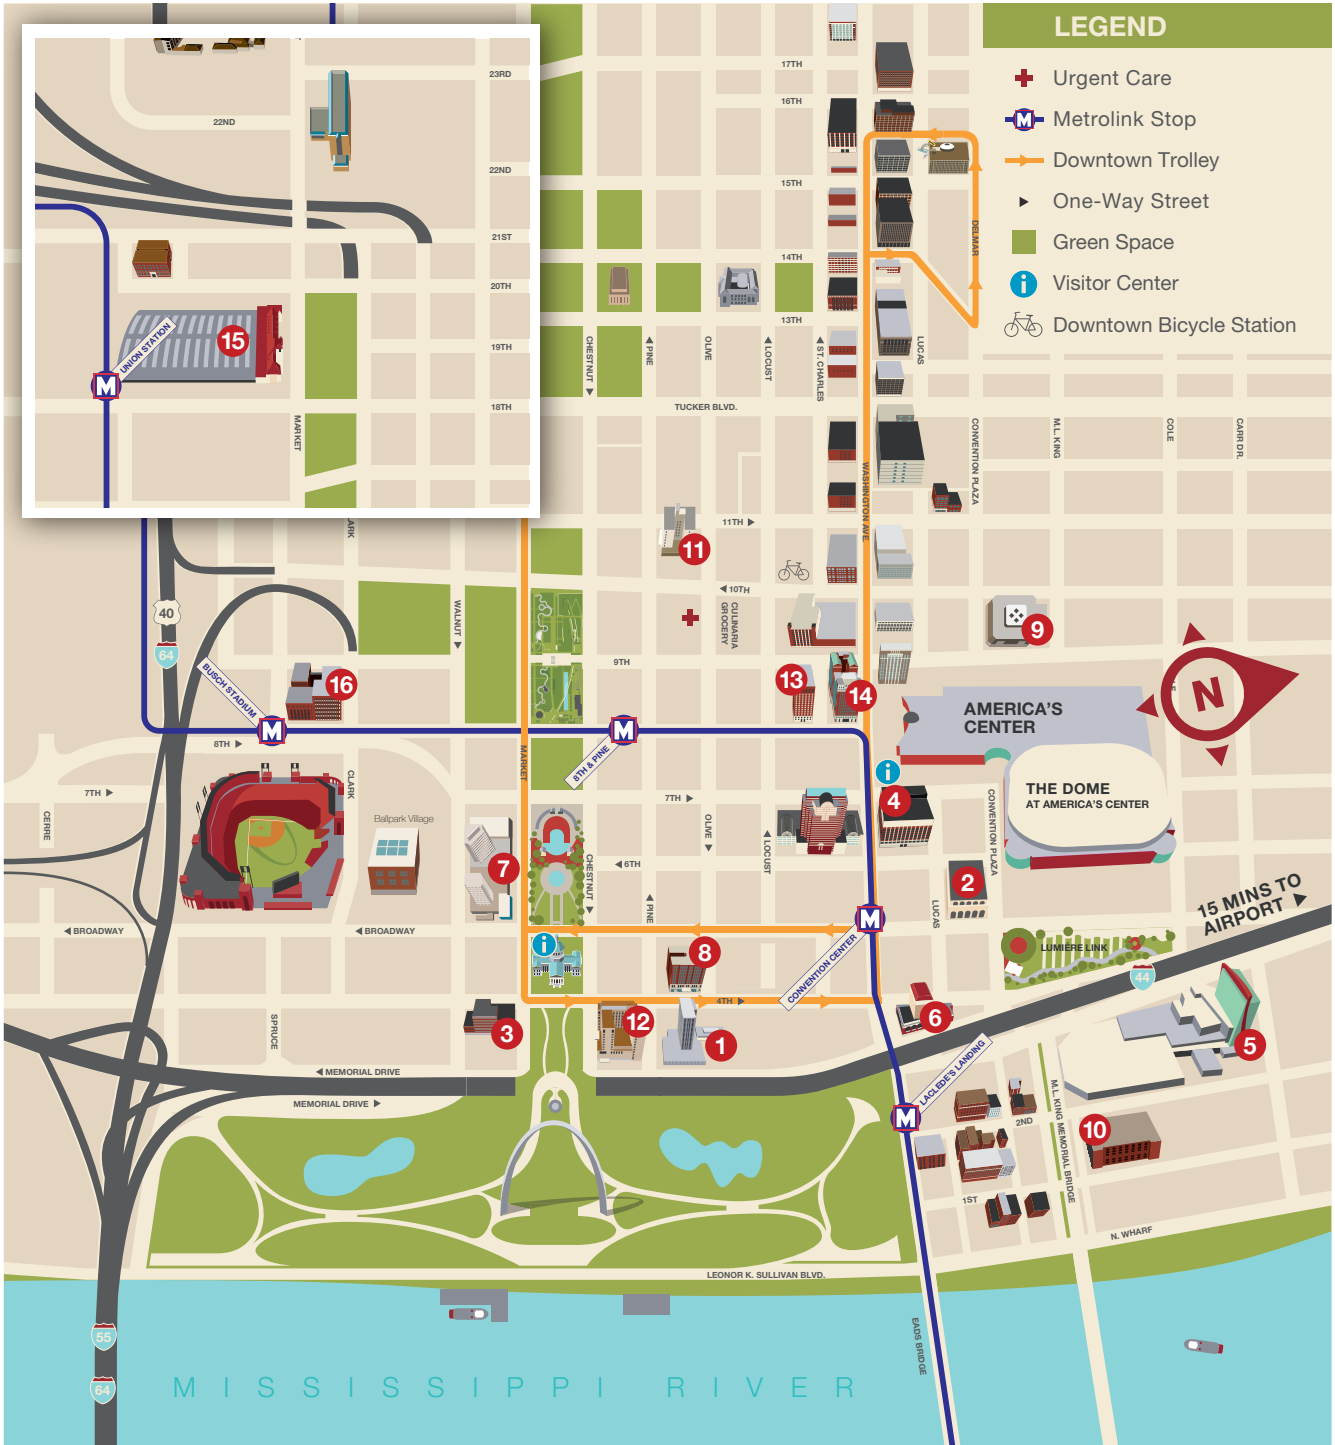 LEGEND
Urgent Care
M Metrolink Stop
Downtown Trolley
One-Way Street
Green Space
i Visitor Center
Downtown Bicycle Station
23RD
22ND
22ND
21ST
20TH
19TH
18TH
15
UNION STATION
M
MARKET
17TH
16TH
15TH
14TH
13TH
DELMAR
CHESTNUT
PINE
OLIVE
LOCUST
ST. CHARLES
LUCAS
TUCKER BLVD.
WASHINGTON AVE.
CONVENTION PLAZA
M.L. KING
COLE
CARR DR.
11TH
11
10TH
CULINARIA
GROCERY
9TH
9
ARK
WALNUT
40
64
BUSCH STADIUM
M
16
13
14
N
AMERICA'S
CENTER
8TH
MARKET
8TH & PINE
M
i
4
THE DOME
AT AMERICA'S CENTER
CONVENTION PLAZA
7TH
CERRE
CLARK
Ballpark Village
7
7TH
OLIVE
LOCUST
6TH
CHESTNUT
PINE
2
LUCAS
15 MINS TO
AIRPORT
BROADWAY
BROADWAY
M
CONVENTION CENTER
i
8
LUMIERE LINK
44
4TH
SPRUCE
3
12
1
6
5
MEMORIAL DRIVE
MEMORIAL DRIVE
LACLEDE'S LANDING
M
2ND
M.L. KING MEMORIAL BRIDGE
10
1ST
N. WHARF
LEONOR K. SULLIVAN BLVD.
EADS BRIDGE
55
64
MISSISSIPPI RIVER